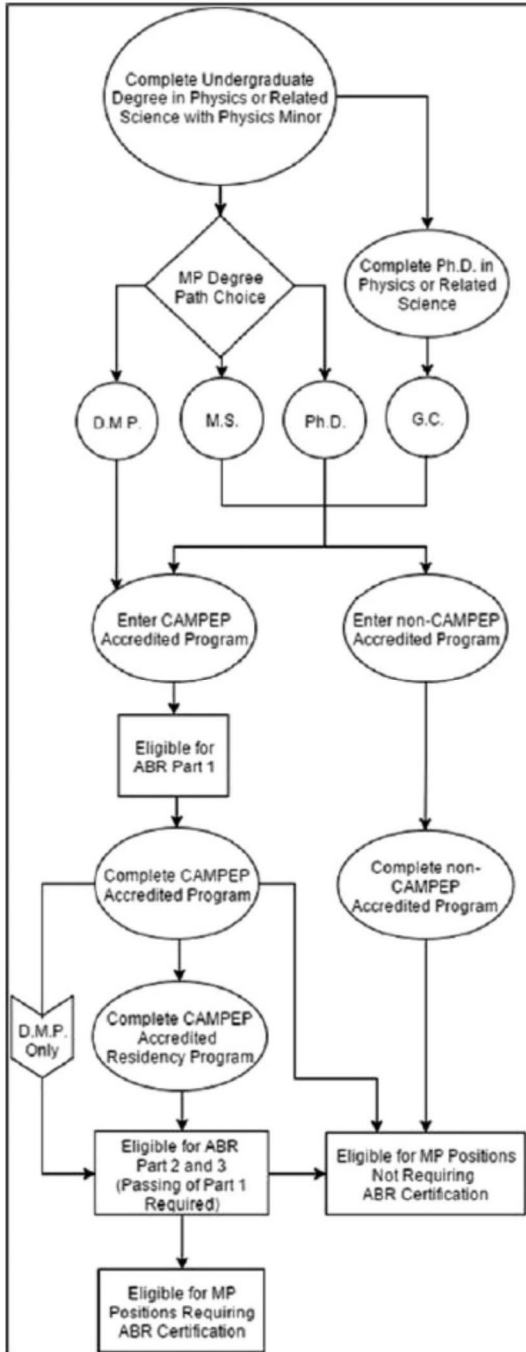 Complete Undergraduate
Degree in Physics or Related
Science with Physics Minor
MP Degree
Path Choice
Complete Ph.D. in
Physics or Related
Science
D.M.P.
M.S.
Ph.D.
G.C.
Enter CAMPEP
Accredited Program
Enter non-CAMPEP
Accredited Program
Eligible for
ABR Part 1
Complete CAMPEP
Accredited Program
Complete non-
CAMPEP
Accredited Program
D.M.P.
Only
Complete CAMPEP
Accredited
Residency Program
Eligible for ABR
Part 2 and 3
(Passing of Part 1
Required)
Eligible for MP Positions
Not Requiring
ABR Certification
Eligible for MP
Positions Requiring
ABR Certification